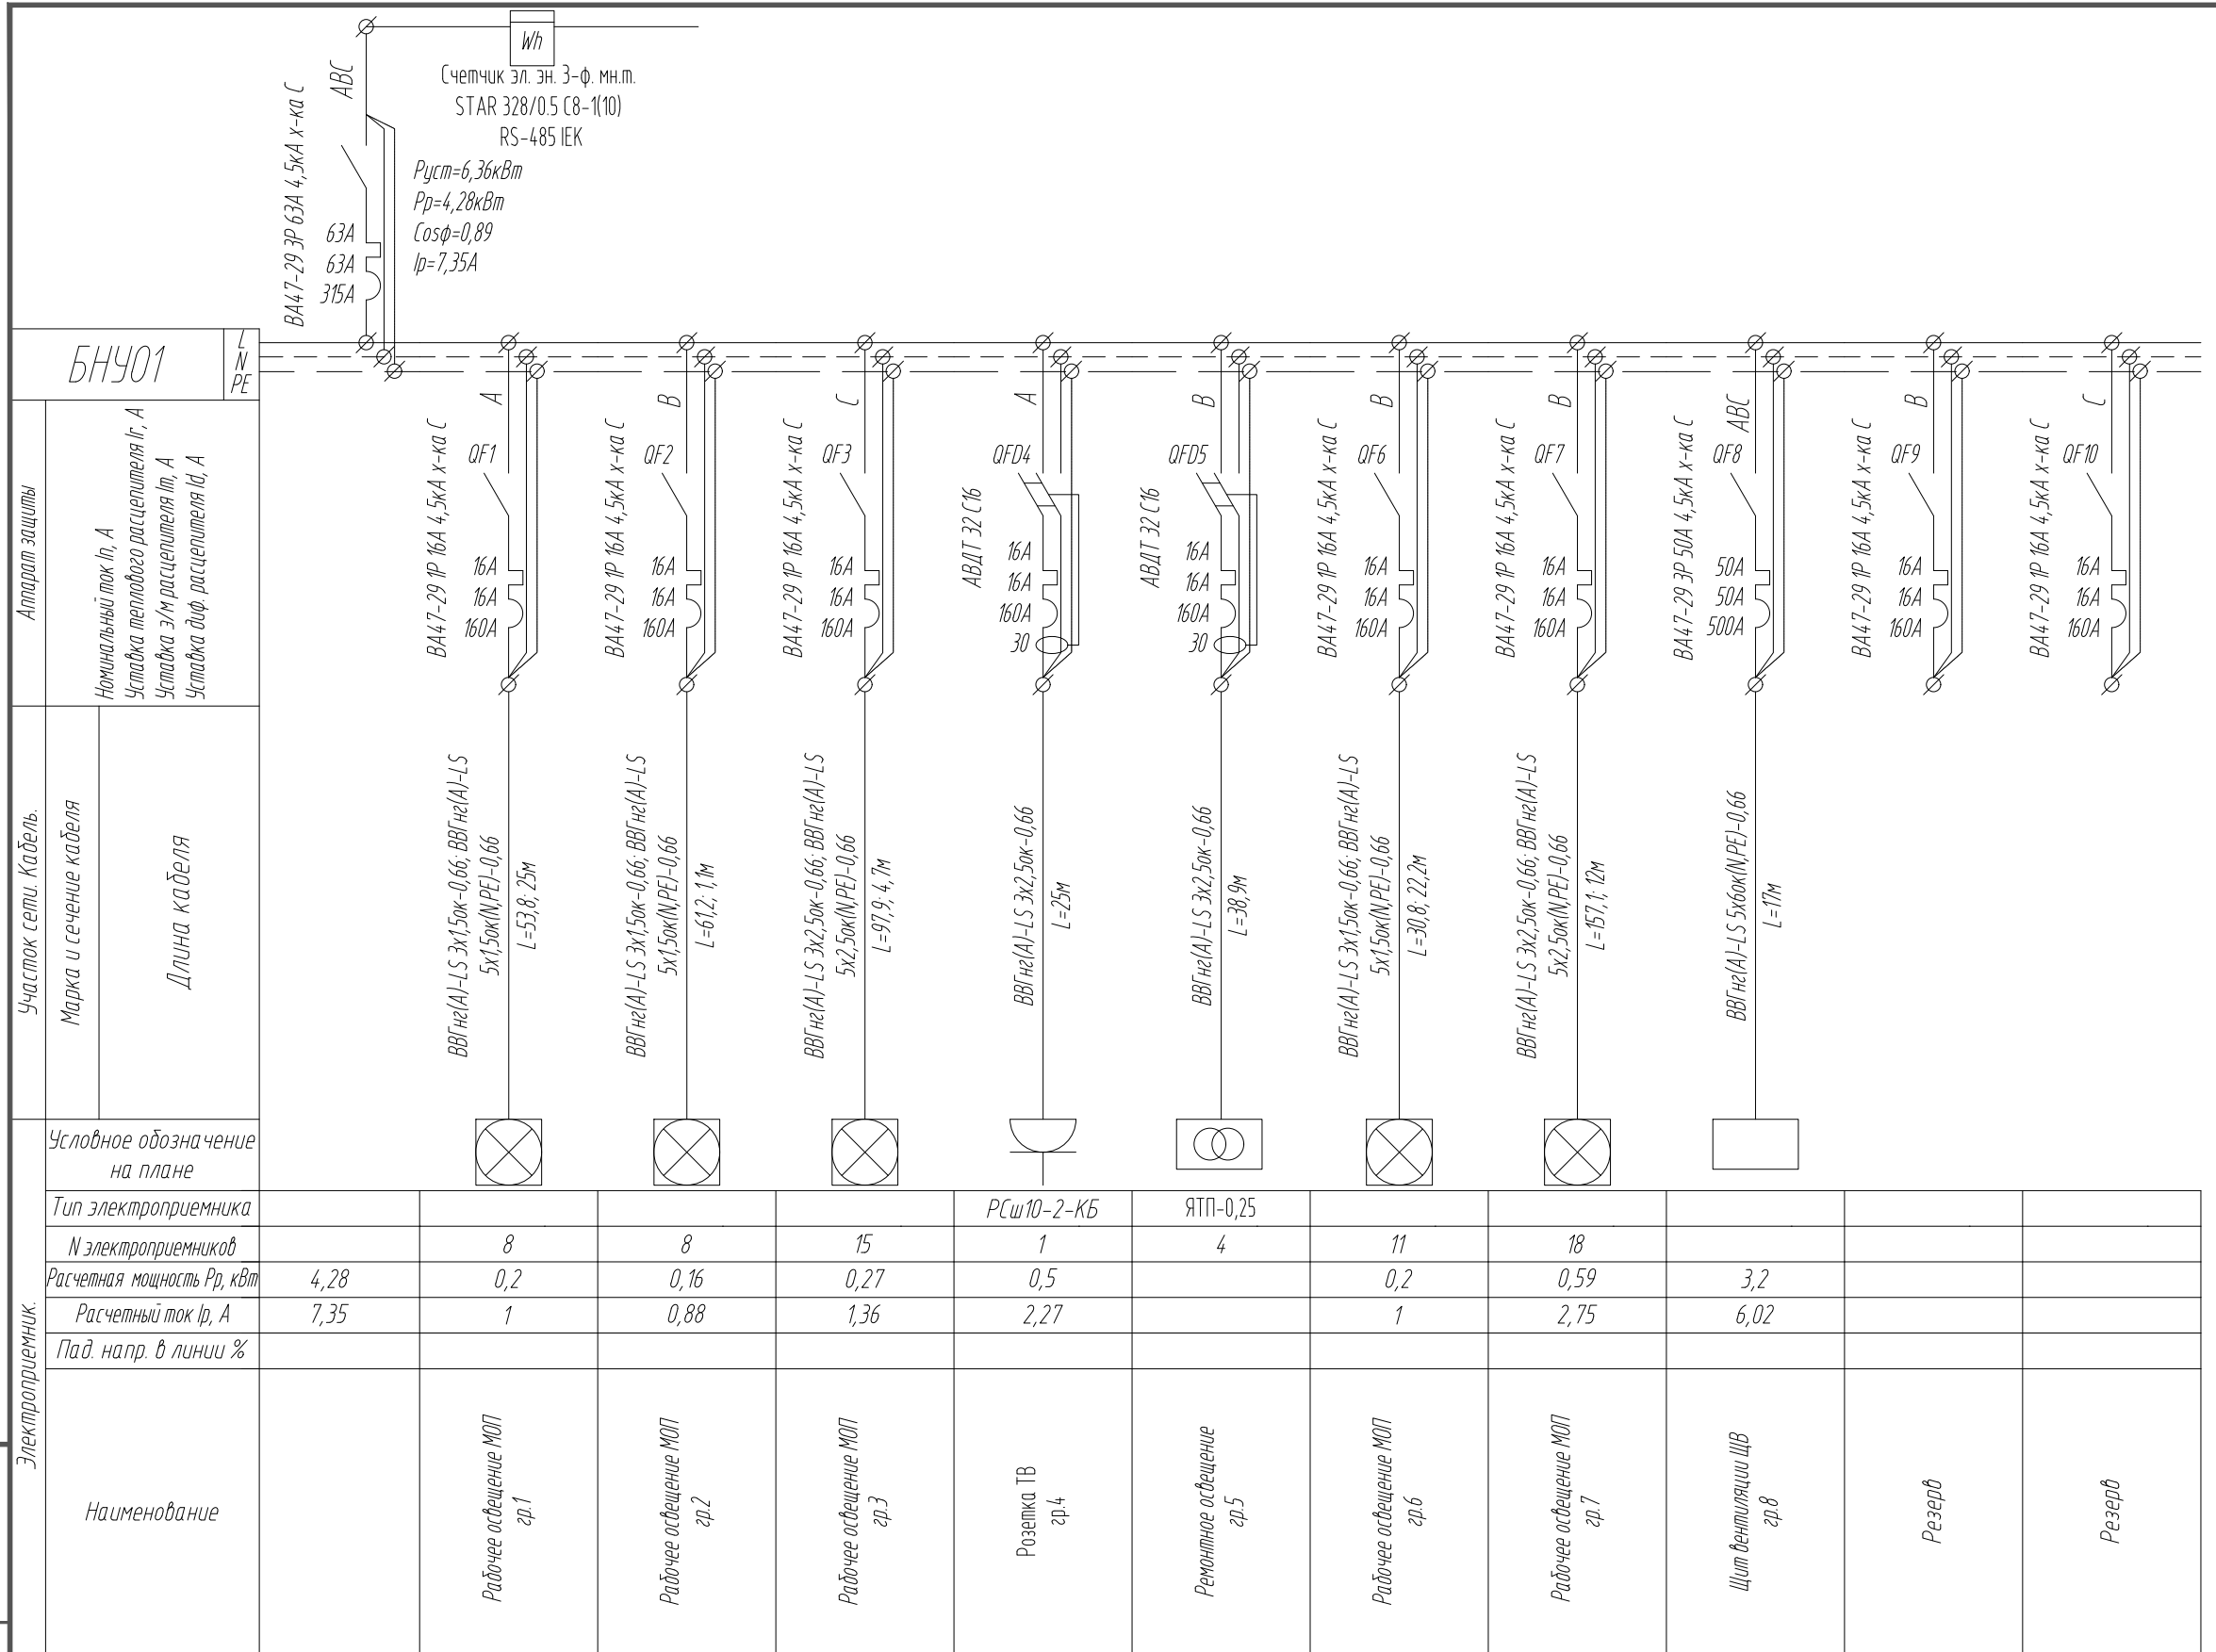 Wh
Счетчик эл. эн. 3-ф. мн.т.
STAR 328/0.5 С8-1(10)
RS-485 IEK
Руст=6,36кВт
Рр=4,28кВт
Cosφ=0,89
Iр=7,35А
АВС
ВА47-29 3Р 63А 4,5кА х-ка С
63А
63А
315А
БНУ01
L
N
PE
Аппарат защиты
Номинальный ток In, А
Уставка теплового расцепителя Ir, А
Уставка э/м расцепителя Im, А
Уставка диф. расцепителя Id, А
А
QF1
ВА47-29 1Р 16А 4,5кА х-ка С
16А
16А
160А
В
QF2
ВА47-29 1Р 16А 4,5кА х-ка С
16А
16А
160А
С
QF3
ВА47-29 1Р 16А 4,5кА х-ка С
16А
16А
160А
А
QFD4
АВДТ 32 С16
16А
16А
160А
30
В
QFD5
АВДТ 32 С16
16А
16А
160А
30
В
QF6
ВА47-29 1Р 16А 4,5кА х-ка С
16А
16А
160А
В
QF7
ВА47-29 1Р 16А 4,5кА х-ка С
16А
16А
160А
АВС
QF8
ВА47-29 3Р 50А 4,5кА х-ка С
50А
50А
500А
В
QF9
ВА47-29 1Р 16А 4,5кА х-ка С
16А
16А
160А
С
QF10
ВА47-29 1Р 16А 4,5кА х-ка С
16А
16А
160А
Участок сети. Кабель.
Марка и сечение кабеля
Длина кабеля
ВВГнг(А)-LS 3х1,5ок-0,66; ВВГнг(А)-LS
5х1,5ок(N,PE)-0,66
L=53,8; 25м
ВВГнг(А)-LS 3х1,5ок-0,66; ВВГнг(А)-LS
5х1,5ок(N,PE)-0,66
L=61,2; 1,1м
ВВГнг(А)-LS 3х2,5ок-0,66; ВВГнг(А)-LS
5х2,5ок(N,PE)-0,66
L=97,9; 4,7м
ВВГнг(А)-LS 3х2,5ок-0,66
L=25м
ВВГнг(А)-LS 3х2,5ок-0,66
L=38,9м
ВВГнг(А)-LS 3х1,5ок-0,66; ВВГнг(А)-LS
5х1,5ок(N,PE)-0,66
L=30,8; 22,2м
ВВГнг(А)-LS 3х2,5ок-0,66; ВВГнг(А)-LS
5х2,5ок(N,PE)-0,66
L=157,1; 12м
ВВГнг(А)-LS 5х6ок(N,PE)-0,66
L=17м
Электроприемник.
Условное обозначение
на плане
Тип электроприемника РСш10-2-КБ ЯТП-0,25
N электроприемников 8 8 15 1 4 11 18
Расчетная мощность Рр, кВт 4,28 0,2 0,16 0,27 0,5 0,2 0,59 3,2
Расчетный ток Iр, А 7,35 1 0,88 1,36 2,27 1 2,75 6,02
Пад. напр. в линии %
Наименование
Рабочее освещение МОП
гр.1
Рабочее освещение МОП
гр.2
Рабочее освещение МОП
гр.3
Розетка ТВ
гр.4
Ремонтное освещение
гр.5
Рабочее освещение МОП
гр.6
Рабочее освещение МОП
гр.7
Щит вентиляции ЩВ
гр.8
Резерв
Резерв